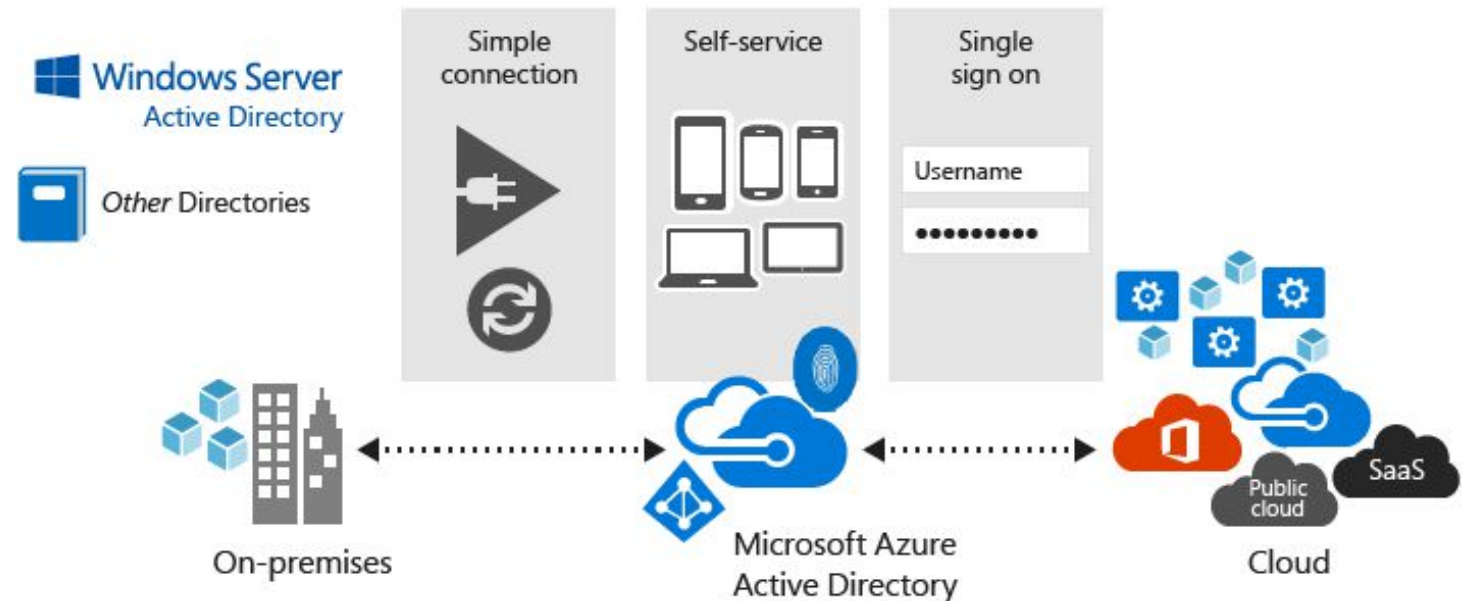 Windows Server
Active Directory
Other Directories
Simple
connection
Self-service
Single
sign on
Username
●●●●●●●●●
On-premises
Microsoft Azure
Active Directory
Public
cloud
SaaS
Cloud